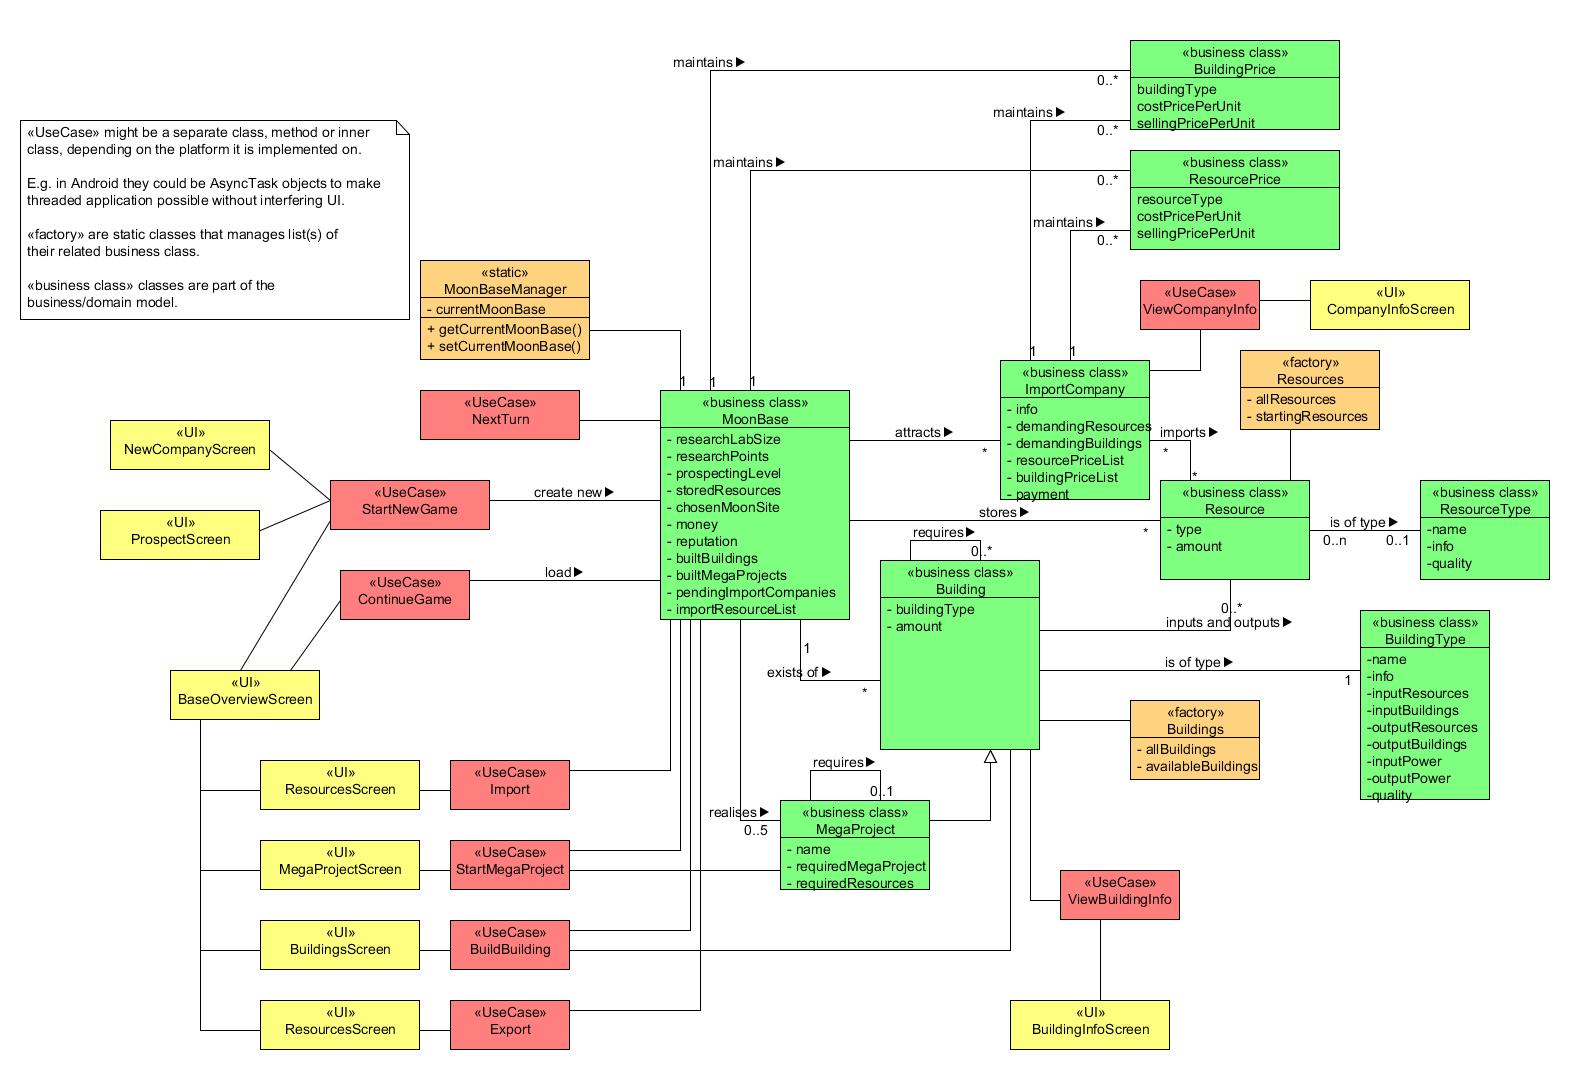 maintains
«business class»
BuildingPrice
0..*
buildingType
costPricePerUnit
sellingPricePerUnit
maintains
0..*
«UseCase» might be a separate class, method or inner
class, depending on the platform it is implemented on.
E.g. in Android they could be AsyncTask objects to make
threaded application possible without interfering UI.
«factory» are static classes that manages list(s) of
their related business class.
«business class» classes are part of the
business/domain model.
maintains
«business class»
ResourcePrice
0..*
resourceType
costPricePerUnit
sellingPricePerUnit
maintains
0..*
«static»
MoonBaseManager
- currentMoonBase
+ getCurrentMoonBase()
+ setCurrentMoonBase()
1
1
1
«UseCase»
ViewCompanyInfo
«UI»
CompanyInfoScreen
1
1
«business class»
ImportCompany
- info
- demandingResources
- demandingBuildings
- resourcePriceList
- buildingPriceList
- payment
«factory»
Resources
- allResources
- startingResources
«UseCase»
NextTurn
«business class»
MoonBase
- researchLabSize
- researchPoints
- prospectingLevel
- storedResources
- chosenMoonSite
- money
- reputation
- builtBuildings
- builtMegaProjects
- pendingImportCompanies
- importResourceList
attracts
*
imports
*
*
«UI»
NewCompanyScreen
«UseCase»
StartNewGame
create new
«UI»
ProspectScreen
stores
*
«business class»
Resource
- type
- amount
is of type
0..n
0..1
«business class»
ResourceType
-name
-info
-quality
requires
0..*
«business class»
Building
- buildingType
- amount
load
«UseCase»
ContinueGame
0..*
inputs and outputs
«business class»
BuildingType
-name
-info
-inputResources
-inputBuildings
-outputResources
-outputBuildings
-inputPower
-outputPower
-quality
is of type
1
1
exists of
*
«UI»
BaseOverviewScreen
«factory»
Buildings
- allBuildings
- availableBuildings
«UI»
ResourcesScreen
«UseCase»
Import
requires
0..1
realises
0..5
«business class»
MegaProject
- name
- requiredMegaProject
- requiredResources
«UI»
MegaProjectScreen
«UseCase»
StartMegaProject
«UseCase»
ViewBuildingInfo
«UI»
BuildingsScreen
«UseCase»
BuildBuilding
«UI»
ResourcesScreen
«UseCase»
Export
«UI»
BuildingInfoScreen